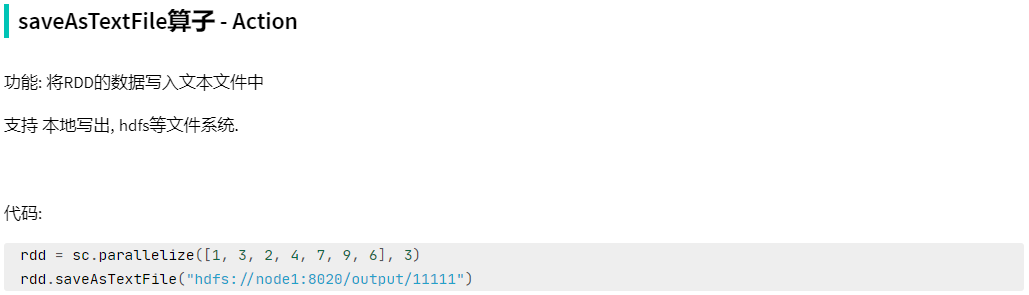 saveAsTextFile算子 - Action
功能: 将RDD的数据写入文本文件中
支持 本地写出, hdfs等文件系统.
代码:
rdd = sc.parallelize([1, 3, 2, 4, 7, 9, 6], 3)
rdd.saveAsTextFile("hdfs://node1:8020/output/11111")